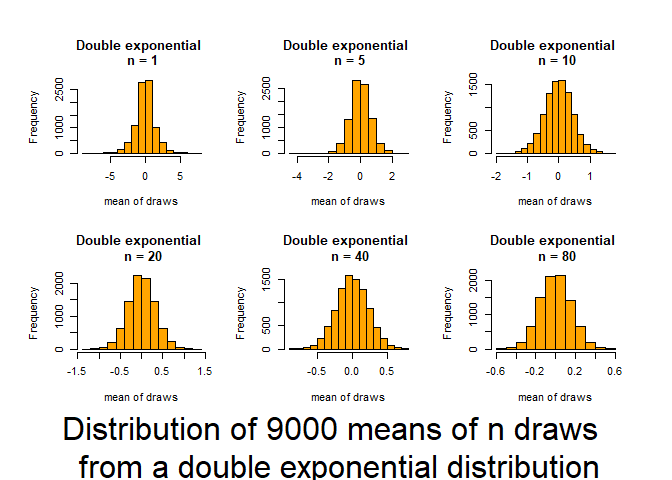 Double exponential
n = 1
Frequency
0 1000 2500
-5 0 5
mean of draws
Double exponential
n = 5
Frequency
0 1000 2500
-4 -2 0 2
mean of draws
Double exponential
n = 10
Frequency
0 500 1500
-2 -1 0 1
mean of draws
Double exponential
n = 20
Frequency
0 1000 2000
-1.5 -0.5 0.5 1.5
mean of draws
Double exponential
n = 40
Frequency
0 500 1500
-0.5 0.0 0.5
mean of draws
Double exponential
n = 80
Frequency
0 1000 2000
-0.6 -0.2 0.2 0.6
mean of draws
Distribution of 9000 means of n draws
from a double exponential distribution